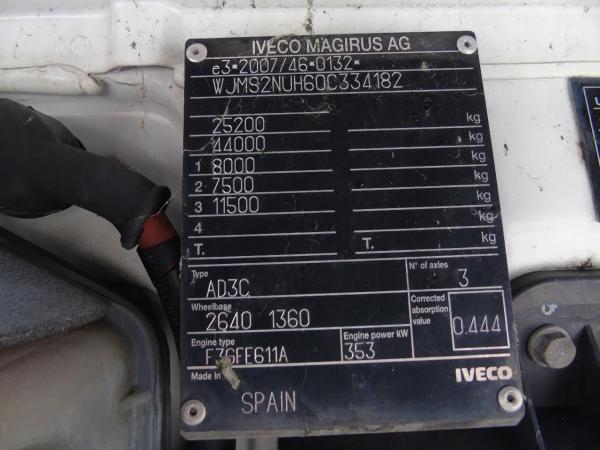 IVECO MAGIRUS AG
e3*2007/46*0132*
WJMS2NUH60C334182
kg
25200 kg
44000 kg
1 8000 kg
2 7500 kg
3 11500 kg
4 kg
T. T. kg
Type AD3C N° of axles 3
Wheelbase 2640 1360 Corrected absorption value 0.444
Engine type Engine power KW 353
Made in SPAIN IVECO